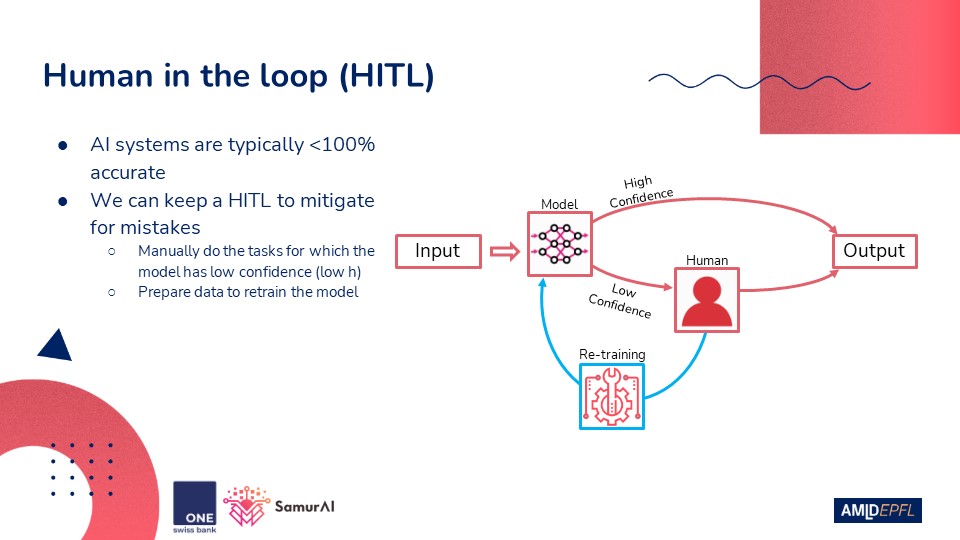 Human in the loop (HITL)
● AI systems are typically <100%
accurate
● We can keep a HITL to mitigate
for mistakes
○ Manually do the tasks for which the
model has low confidence (low h)
○ Prepare data to retrain the model
Input
Model
High
Confidence
Low
Confidence
Human
Output
Re-training
ONE
swiss bank
SamurAI
AMLDEPFL